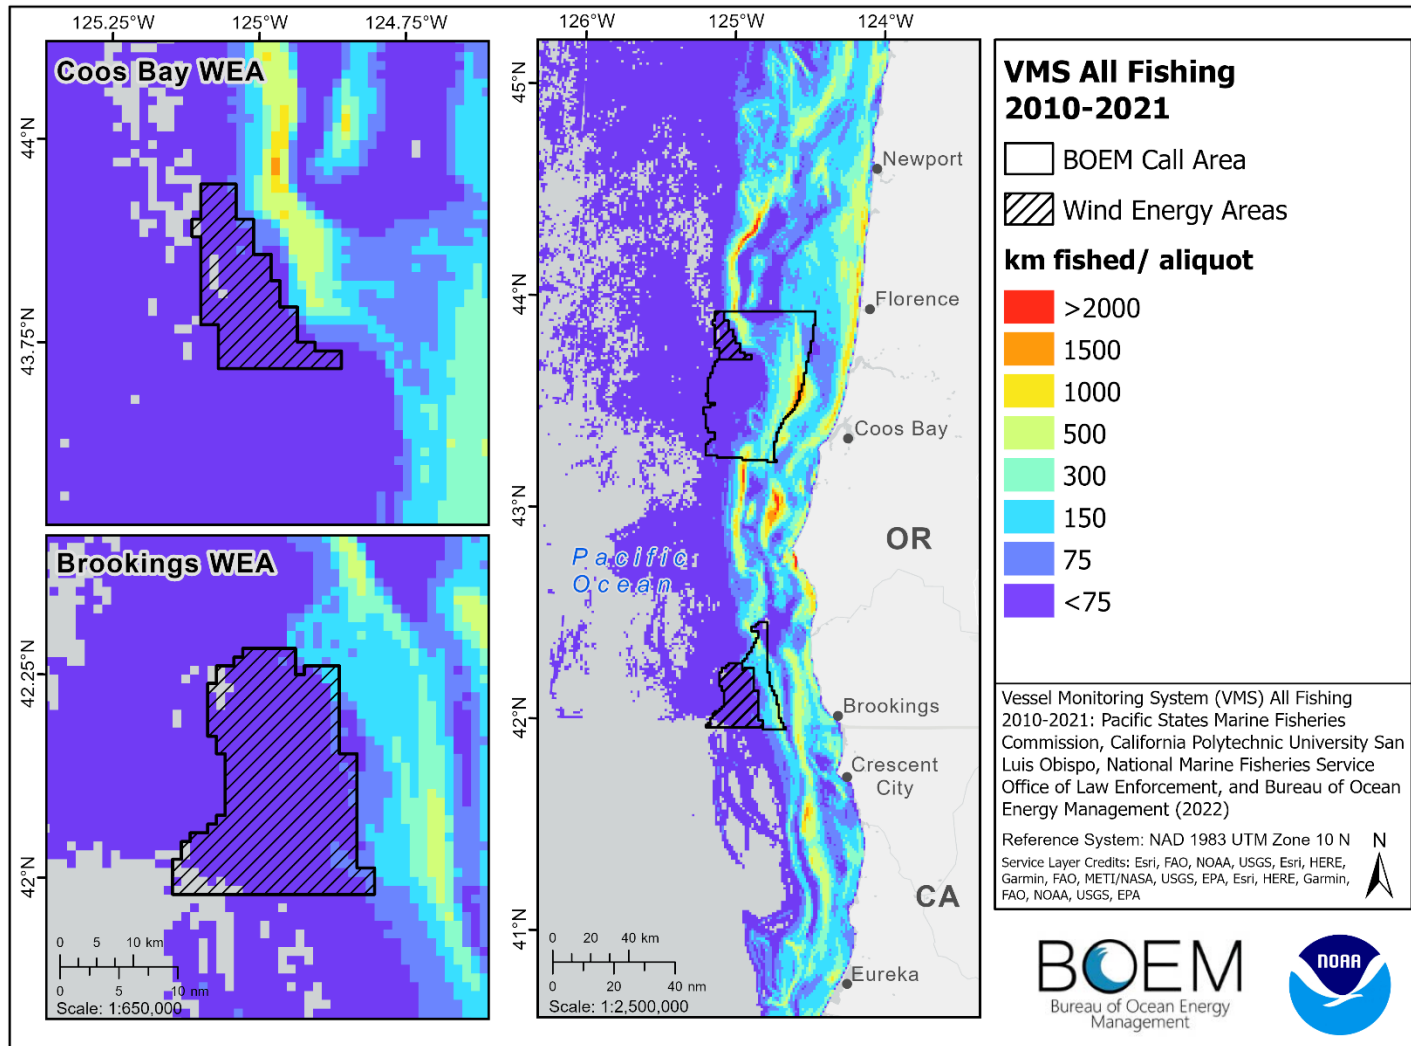 125.25°W
125°W
124.75°W
Coos Bay WEA
44°N
43.75°N
Brookings WEA
42.25°N
42°N
0 5 10 km
0 5 10 nm
Scale: 1:650,000
126°W
125°W
124°W
45°N
44°N
43°N
42°N
41°N
Newport
Florence
Coos Bay
OR
Pacific
Ocean
Brookings
Crescent
City
CA
Eureka
0 20 40 km
0 20 40 nm
Scale: 1:2,500,000
VMS All Fishing
2010-2021
BOEM Call Area
Wind Energy Areas
km fished/ aliquot
>2000
1500
1000
500
300
150
75
<75
Vessel Monitoring System (VMS) All Fishing
2010-2021: Pacific States Marine Fisheries
Commission, California Polytechnic University San
Luis Obispo, National Marine Fisheries Service
Office of Law Enforcement, and Bureau of Ocean
Energy Management (2022)
Reference System: NAD 1983 UTM Zone 10 N
N
Service Layer Credits: Esri, FAO, NOAA, USGS, Esri, HERE,
Garmin, FAO, METI/NASA, USGS, EPA, Esri, HERE, Garmin,
FAO, NOAA, USGS, EPA
BOEM
Bureau of Ocean Energy
Management
NOAA